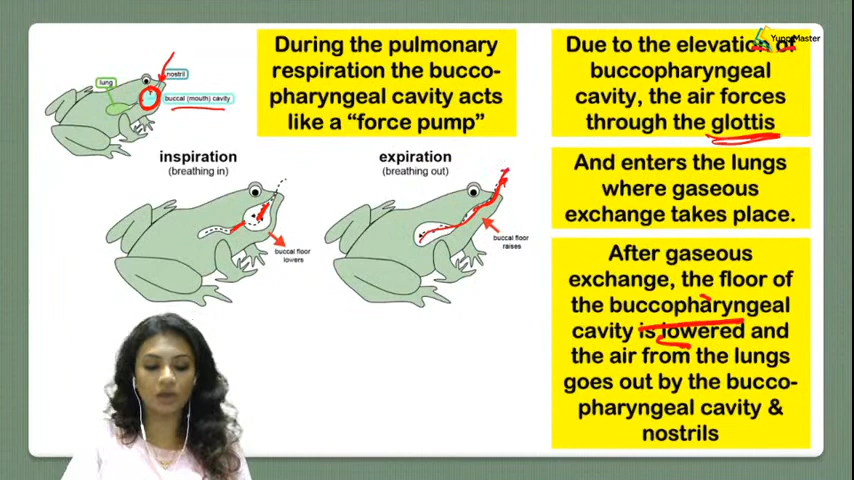 YuppMaster
nostril
lung
buccal (mouth) cavity
During the pulmonary
respiration the bucco-
pharyngeal cavity acts
like a “force pump”
inspiration
(breathing in)
expiration
(breathing out)
buccal floor
lowers
buccal floor
raises
Due to the elevation of
buccopharyngeal
cavity, the air forces
through the glottis
And enters the lungs
where gaseous
exchange takes place.
After gaseous
exchange, the floor of
the buccopharyngeal
cavity is lowered and
the air from the lungs
goes out by the bucco-
pharyngeal cavity &
nostrils